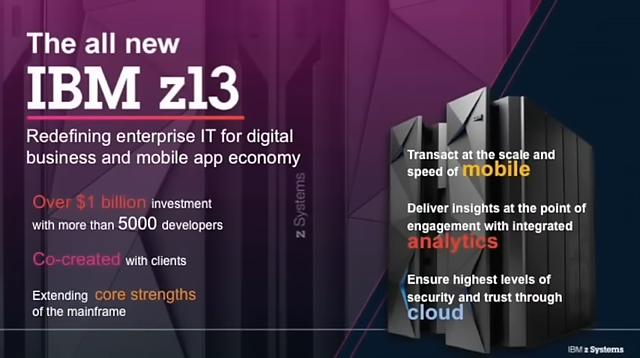 The all new
IBM z13
Redefining enterprise IT for digital
business and mobile app economy
Over $1 billion investment
with more than 5000 developers
Co-created with clients
Extending core strengths
of the mainframe
z Systems
Transact at the scale and
speed of mobile
Deliver insights at the point of
engagement with integrated
analytics
Ensure highest levels of
security and trust through
cloud
IBM z Systems